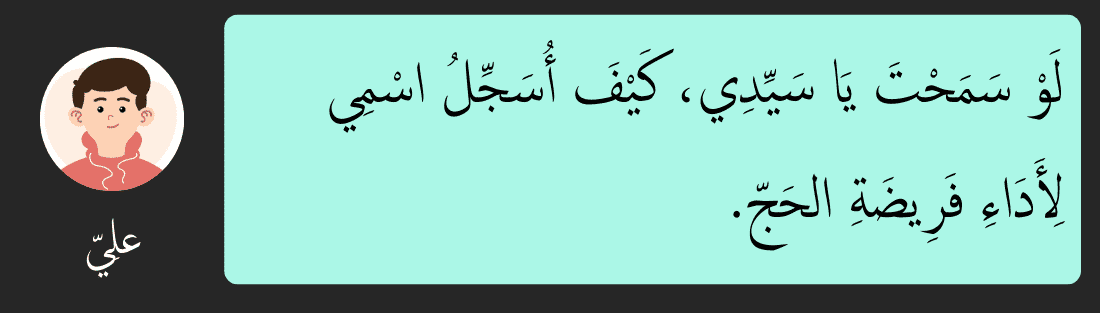 لَوْ سَمَحْتَ يَا سَيِّدِي، كَيْفَ أُسَجِّلُ اسْمِي
لِأَدَاءِ فَرِيضَةِ الحَجّ.
عليّ